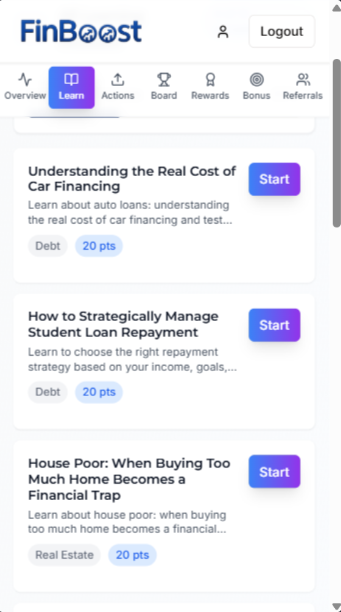 FinBoost
Logout
Overview
Learn
Actions
Board
Rewards
Bonus
Referrals
Understanding the Real Cost of
Car Financing
Start
Learn about auto loans: understanding
the real cost of car financing and test...
Debt
20 pts
How to Strategically Manage
Student Loan Repayment
Start
Learn to choose the right repayment
strategy based on your income, goals,...
Debt
20 pts
House Poor: When Buying Too
Much Home Becomes a
Financial Trap
Start
Learn about house poor: when buying
too much home becomes a financial...
Real Estate
20 pts